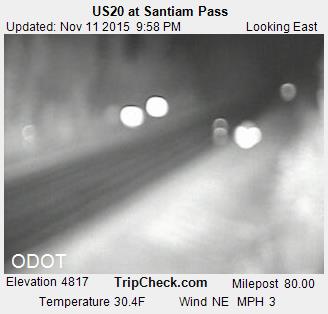 US20 at Santiam Pass
Updated: Nov 11 2015 9:58 PM Looking East
ODOT
Elevation 4817 TripCheck.com Milepost 80.00
Temperature 30.4F Wind NE MPH 3